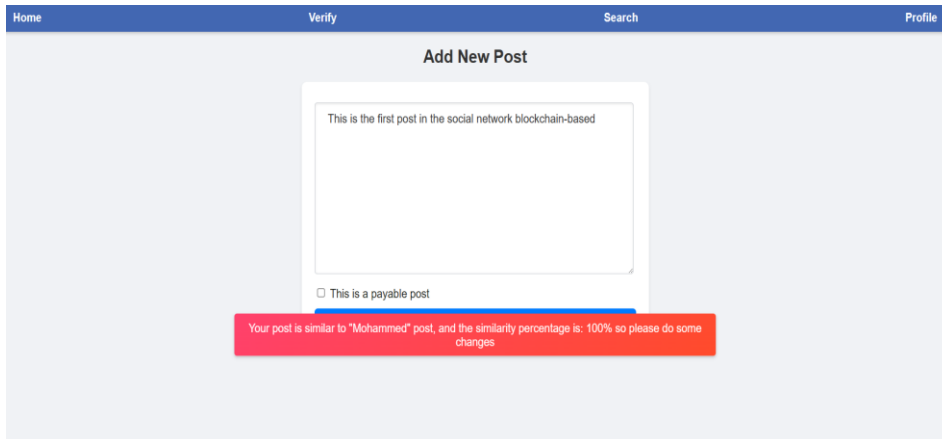 Home Verify Search Profile
Add New Post
This is the first post in the social network blockchain-based
This is a payable post
Your post is similar to "Mohammed" post, and the similarity percentage is: 100% so please do some
changes